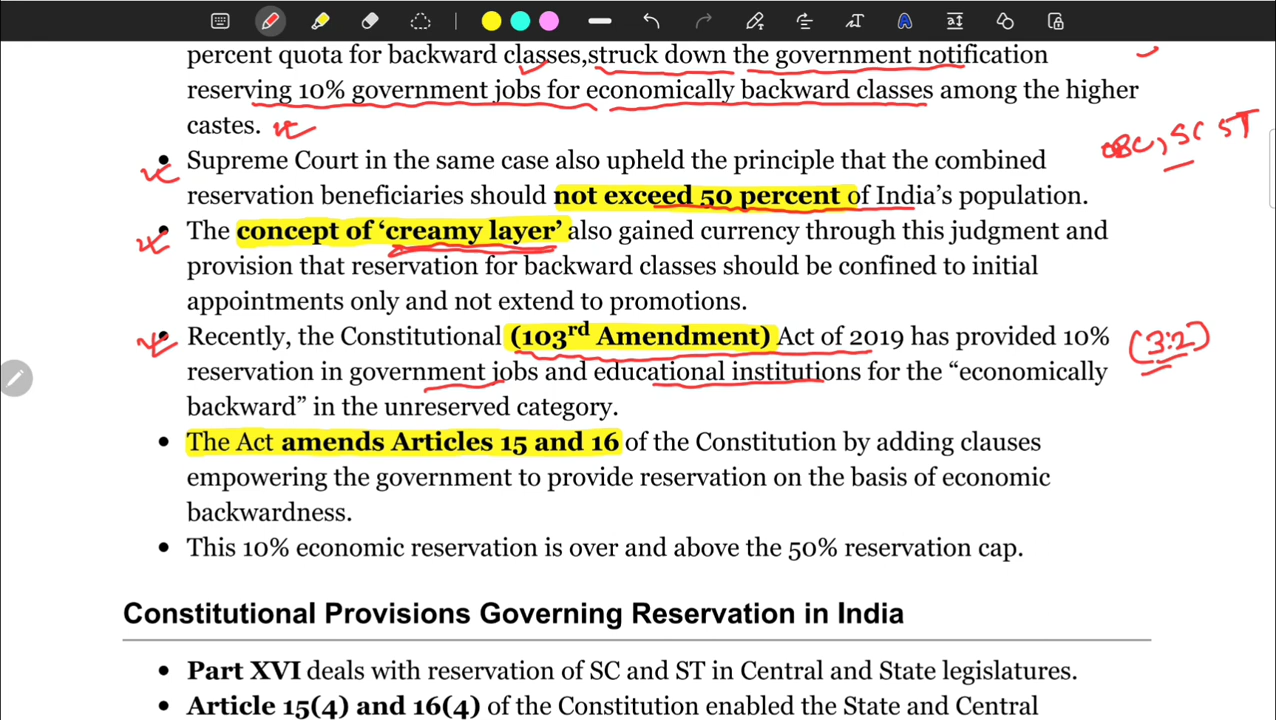 percent quota for backward classes,struck down the government notification
reserving 10% government jobs for economically backward classes among the higher
castes.
OBC, SC ST
• Supreme Court in the same case also upheld the principle that the combined
reservation beneficiaries should not exceed 50 percent of India's population.
• The concept of ‘creamy layer’ also gained currency through this judgment and
provision that reservation for backward classes should be confined to initial
appointments only and not extend to promotions.
• Recently, the Constitutional (103rd Amendment) Act of 2019 has provided 10%
(3:2)
reservation in government jobs and educational institutions for the “economically
backward” in the unreserved category.
• The Act amends Articles 15 and 16 of the Constitution by adding clauses
empowering the government to provide reservation on the basis of economic
backwardness.
• This 10% economic reservation is over and above the 50% reservation cap.
Constitutional Provisions Governing Reservation in India
• Part XVI deals with reservation of SC and ST in Central and State legislatures.
• Article 15(4) and 16(4) of the Constitution enabled the State and Central